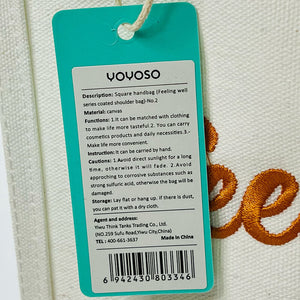 YOYOSO
Description: Square handbag (Feeling well
series coated shoulder bag)-No.2
Material: canvas
Functions: 1.It can be matched with clothing
to make life more tasteful 2. You can carry
cosmetics products and daily necessities.3.-
Makes life more convenient.
Instruction: It can be carried by hand.
Cautions: 1.Avoid direct sunlight for a long
time, otherwise it will fade. 2.Avoid
approaching to corrosive substances such as
strong sulfuric acid, otherwise the bag will be
damaged.
Storage: Lay flat or hang up. If there is dust,
you can pat it with a dry cloth.
Agent and address:
Yiwu Think Tanks Trading Co., Ltd.
(NO.259 Sufu Road,Yiwu City,China)
TEL: 400-661-3637
Made In China
6 942430 803346
ee